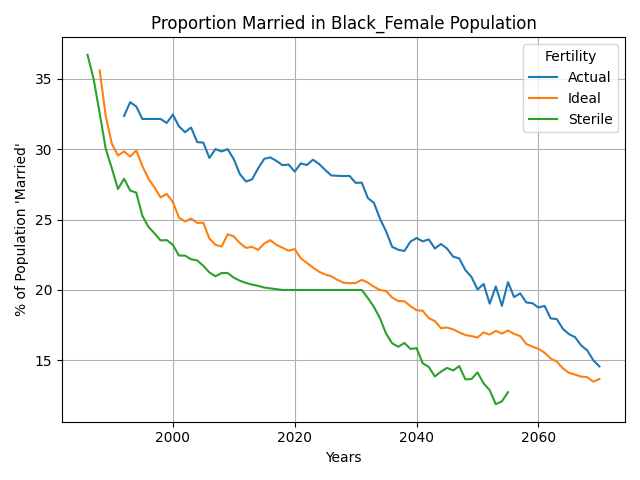 Proportion Married in Black_Female Population
% of Population 'Married'
35
30
25
20
15
Fertility
Actual
Ideal
Sterile
2000
2020
2040
2060
Years